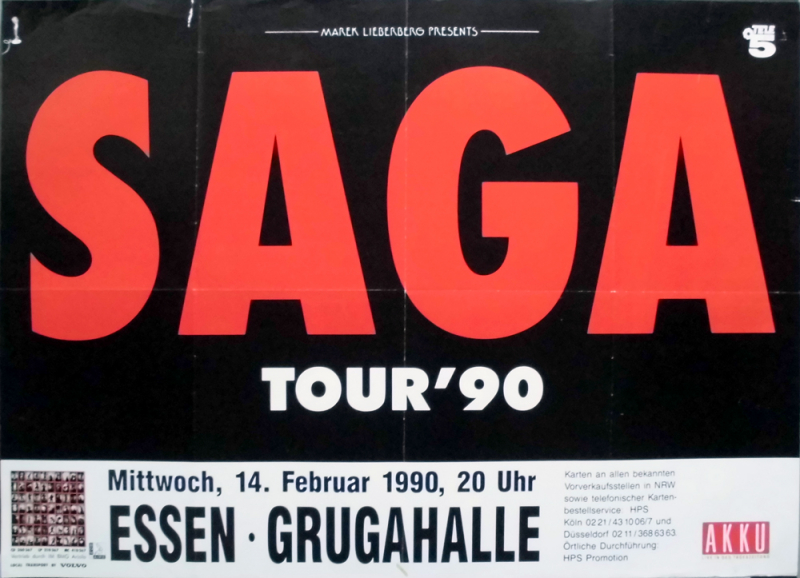 MAREK LIEBERBERG PRESENTS
TELE
5
SAGA
TOUR'90
Mittwoch, 14. Februar 1990, 20 Uhr
ESSEN · GRUGAHALLE
Karten an allen bekannten
Vorverkaufsstellen in NRW
sowie telefonischer Karten-
bestellservice: HPS
Köln 02 21 / 43 10 06/7 und
Düsseldorf 02 11 / 368 63 63.
Örtliche Durchführung:
HPS Promotion
AKKU
VOLVO